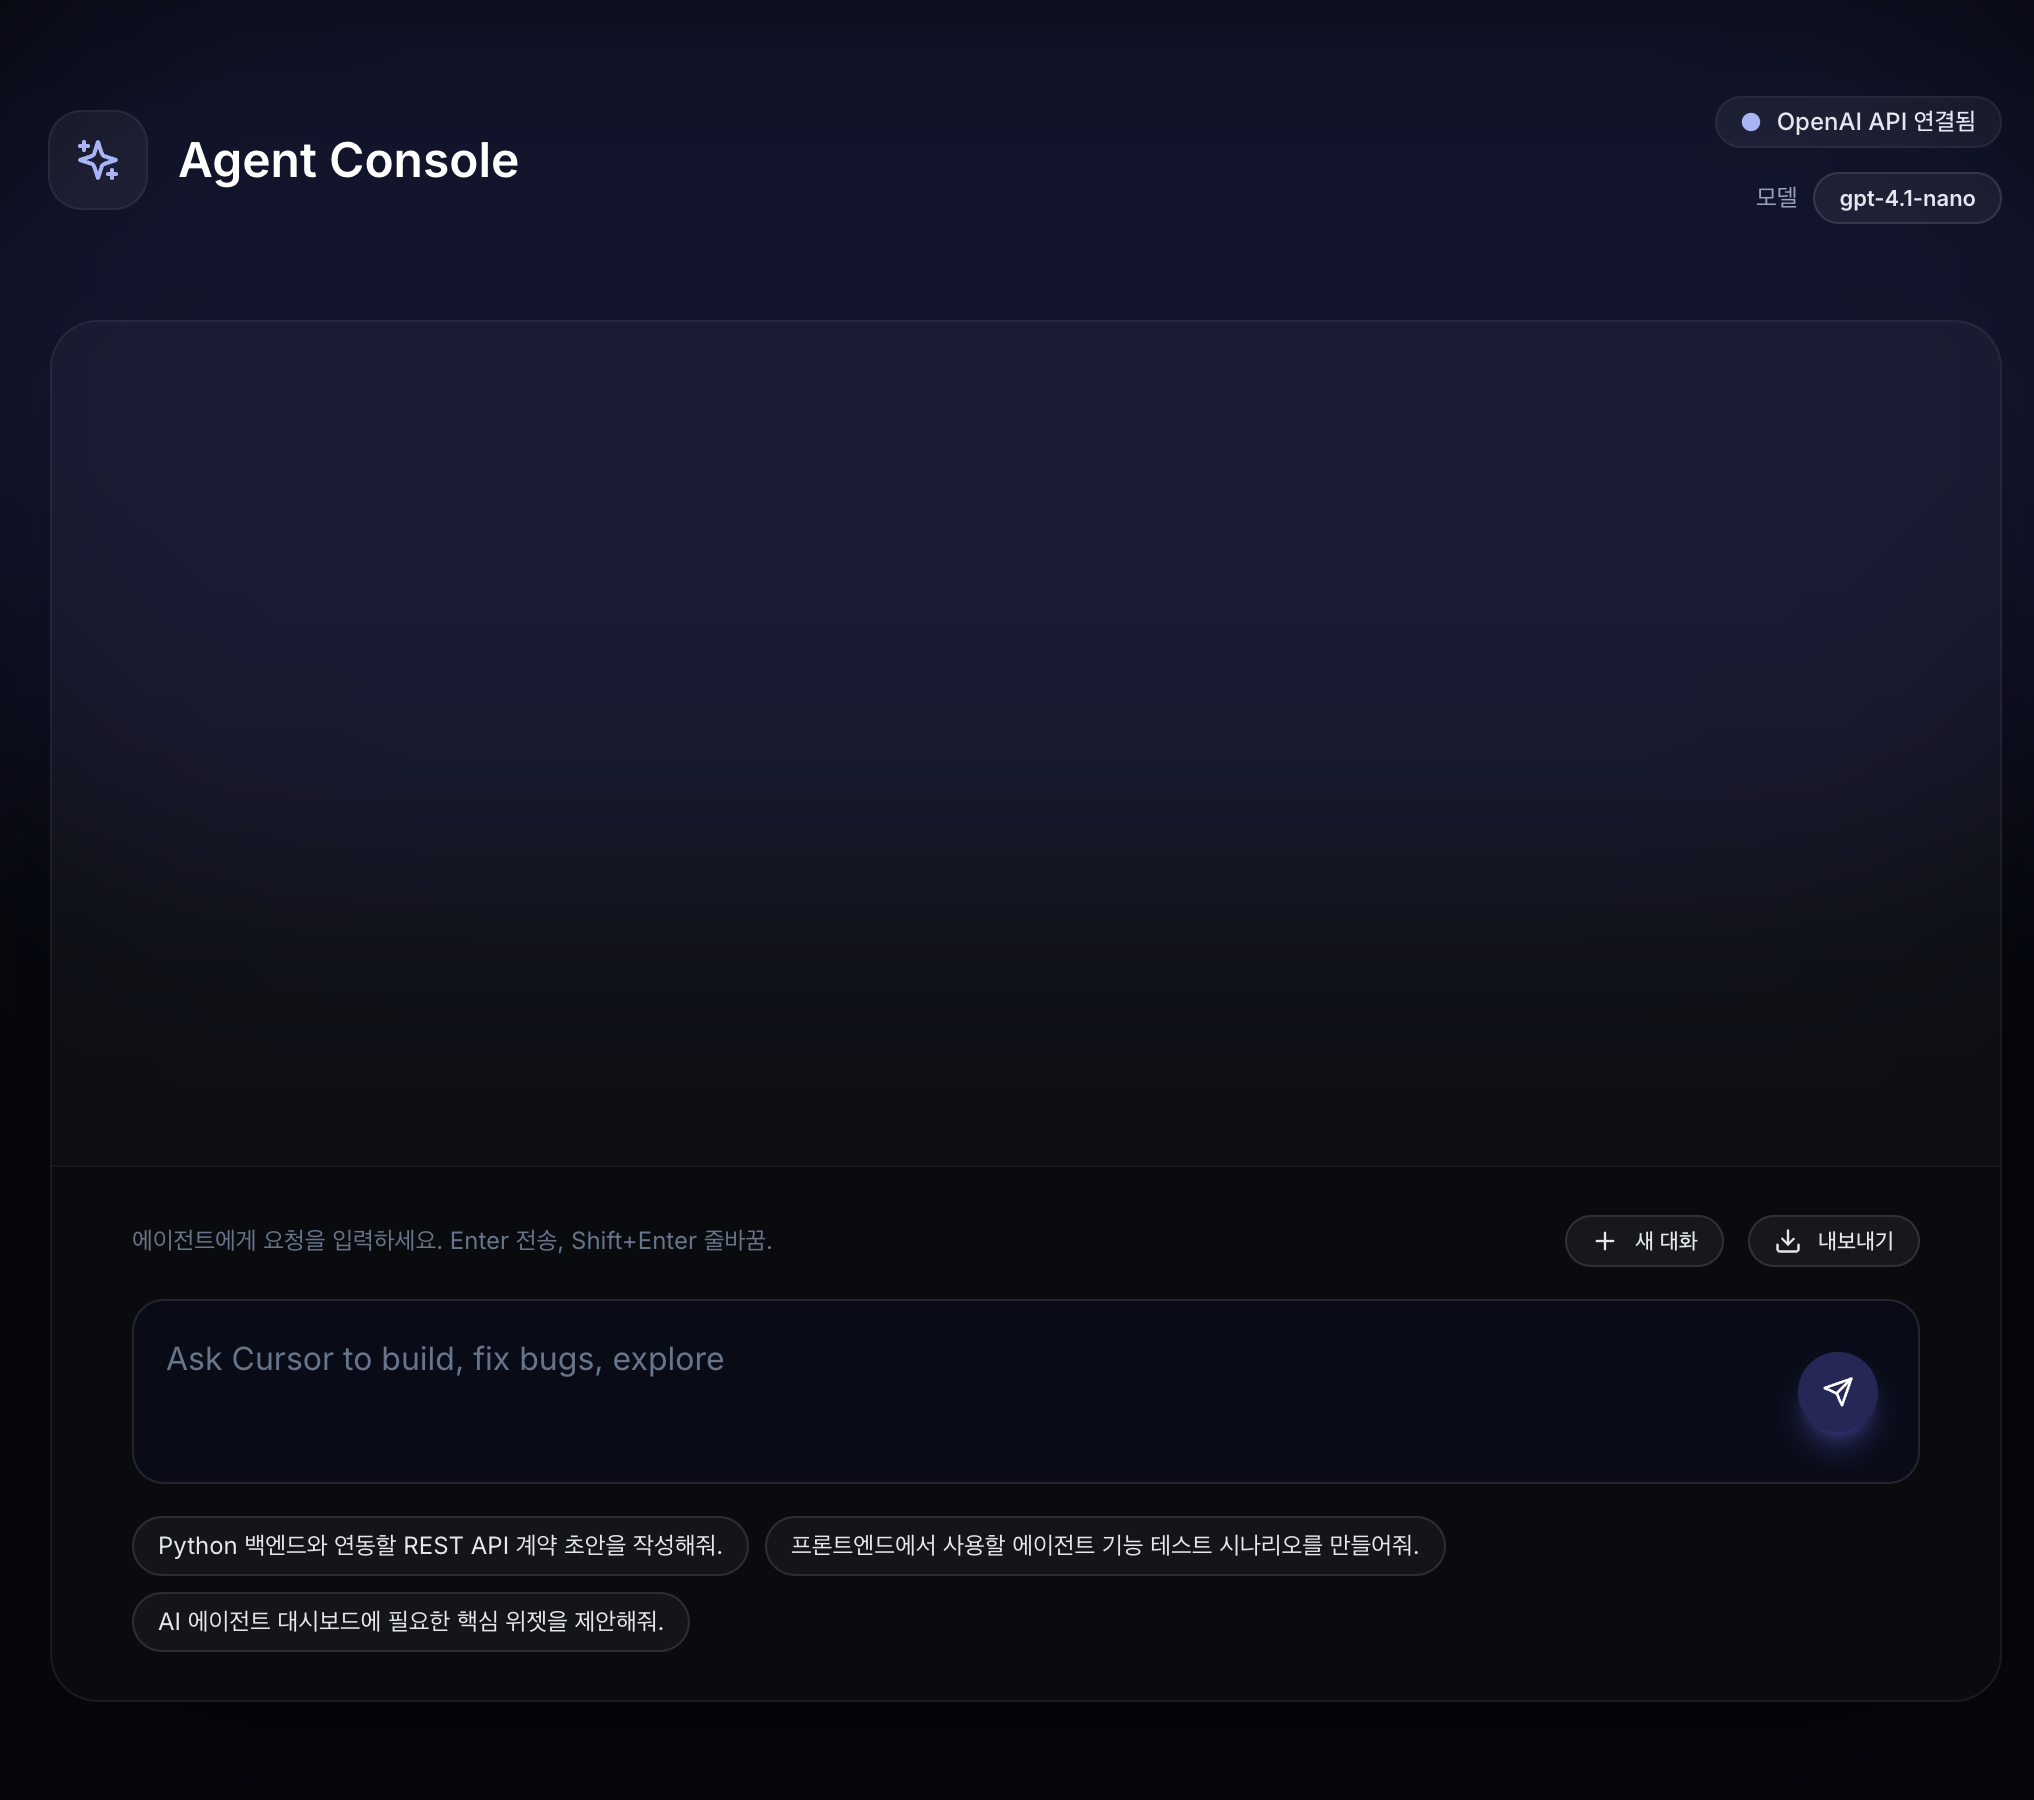 Agent Console
OpenAI API 연결됨
모델 gpt-4.1-nano
에이전트에게 요청을 입력하세요. Enter 전송, Shift+Enter 줄바꿈.
새 대화
내보내기
Ask Cursor to build, fix bugs, explore
Python 백엔드와 연동할 REST API 계약 초안을 작성해줘.
프론트엔드에서 사용할 에이전트 기능 테스트 시나리오를 만들어줘.
AI 에이전트 대시보드에 필요한 핵심 위젯을 제안해줘.